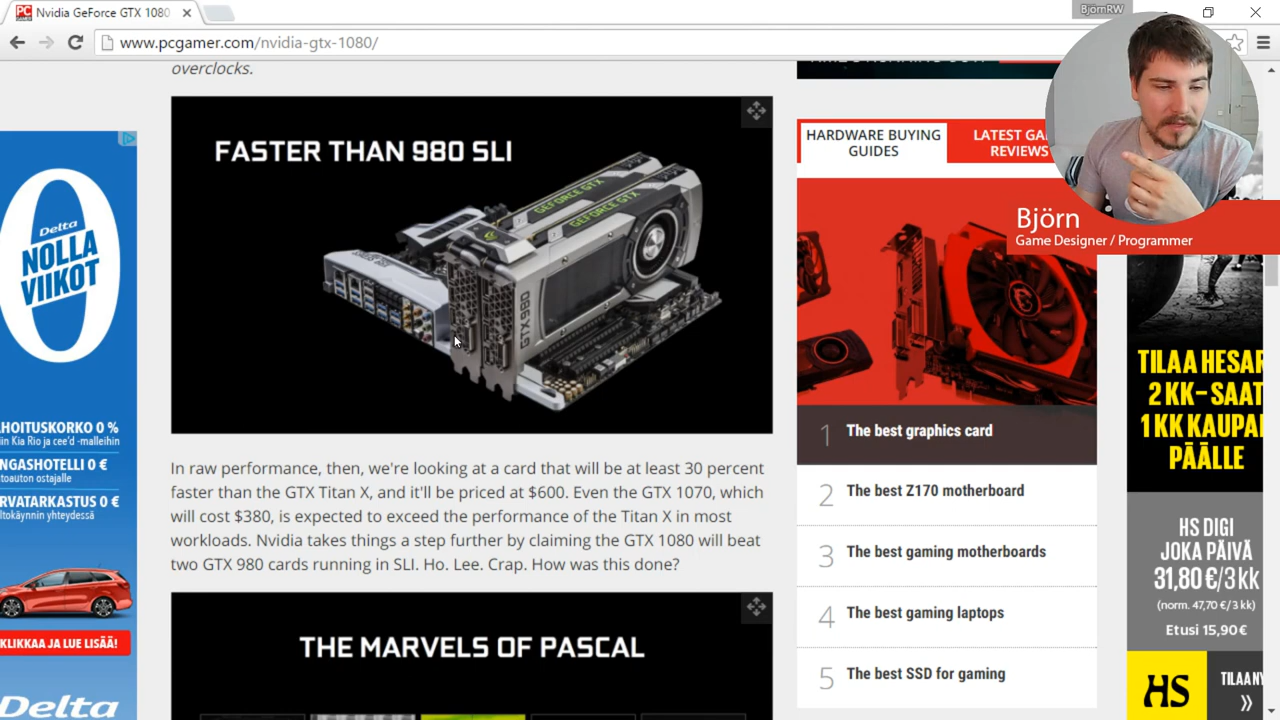 Nvidia GeForce GTX 1080
BjörnRW
www.pcgamer.com/nvidia-gtx-1080/
overclocks.
FASTER THAN 980 SLI
GEFORCE GTX
GEFORCE GTX
GTX980
In raw performance, then, we're looking at a card that will be at least 30 percent
faster than the GTX Titan X, and it'll be priced at $600. Even the GTX 1070, which
will cost $380, is expected to exceed the performance of the Titan X in most
workloads. Nvidia takes things a step further by claiming the GTX 1080 will beat
two GTX 980 cards running in SLI. Ho. Lee. Crap. How was this done?
THE MARVELS OF PASCAL
HARDWARE BUYING
GUIDES
LATEST GA
REVIEWS
1 The best graphics card
2 The best Z170 motherboard
3 The best gaming motherboards
4 The best gaming laptops
5 The best SSD for gaming
Björn
Game Designer / Programmer
Delta
NOLLA
VIIKOT
AHOITUSKORKO 0 %
in Kia Rio ja cee'd -malleihin
NGASHOTELLI 0 €
toauton ostajalle
RVATARKASTUS 0 €
ltokäynnin yhteydessä
KLIKKAA JA LUE LISÄÄ!
Delta
TILAA HESAR
2 KK–SAAT
1 KK KAUPAN
PÄÄLLE
HS DIGI
JOKA PÄIVÄ
31,80 €/3 kk
(norm. 47,70 €/3 kk)
Etusi 15,90 €
HS
TILAA NY